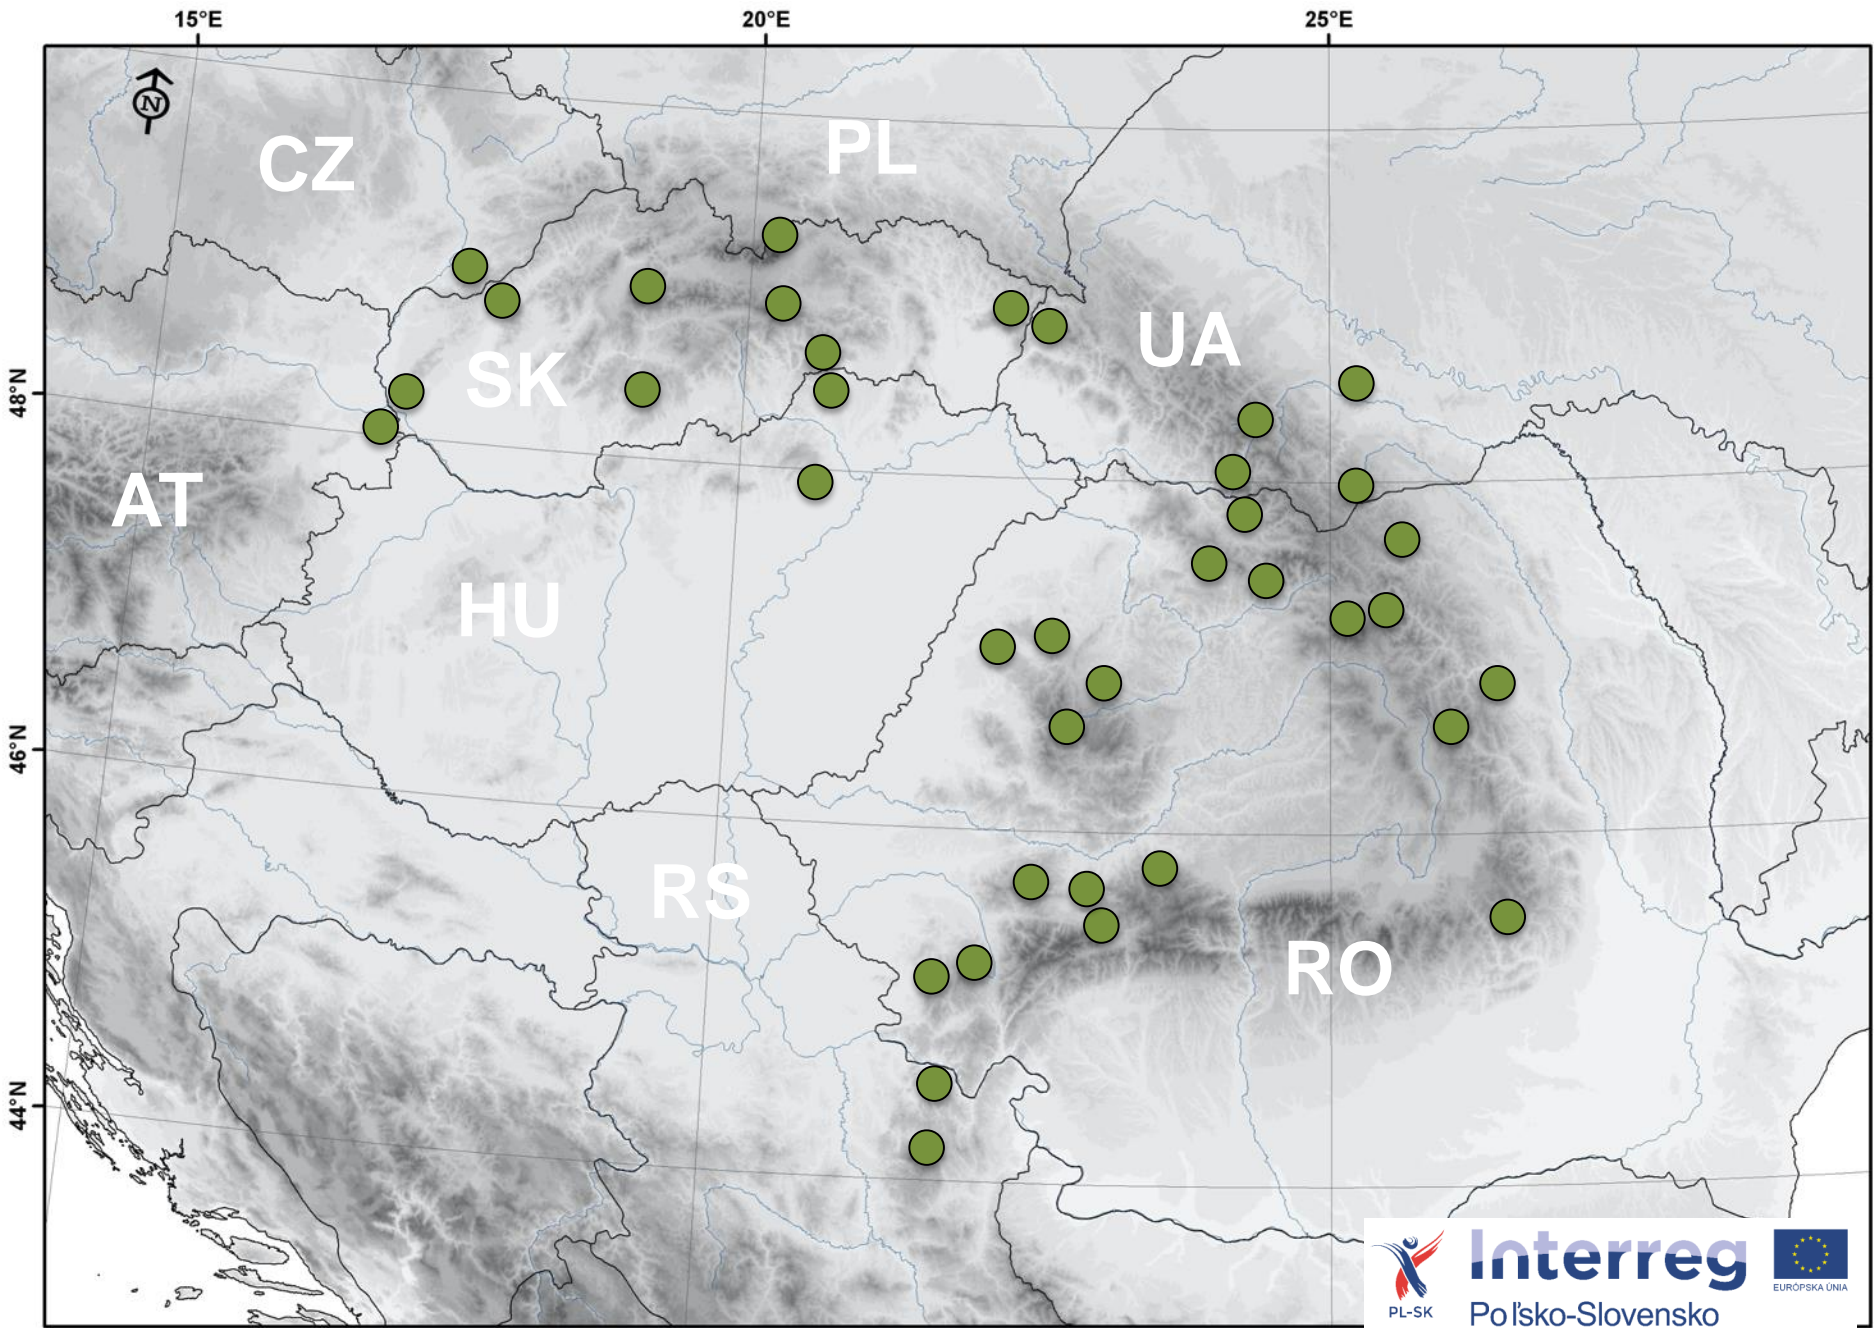 15°E 20°E 25°E
N
CZ
PL
UA
SK
48°N
AT
HU
46°N
RS
RO
44°N
Interreg
PL-SK
EURÓPSKA ÚNIA
Poľsko-Slovensko